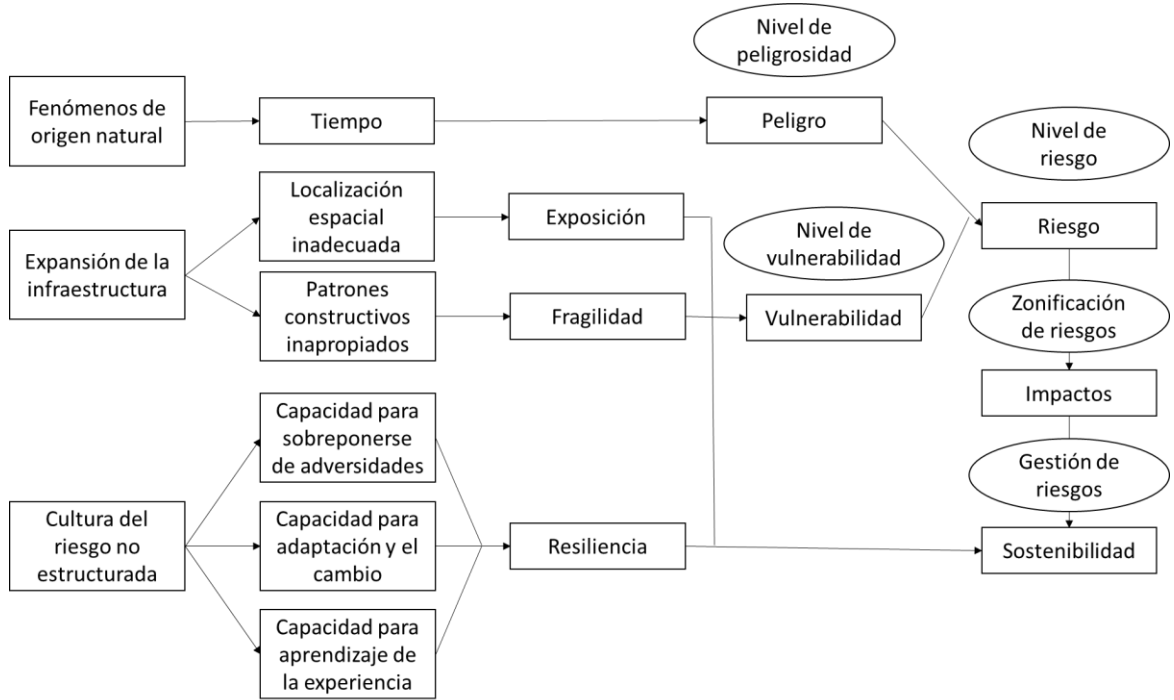 Nivel de
peligrosidad
Fenómenos de
origen natural
Tiempo
Peligro
Nivel de
riesgo
Localización
espacial
inadecuada
Exposición
Nivel de
vulnerabilidad
Riesgo
Expansión de la
infraestructura
Patrones
constructivos
inapropiados
Fragilidad
Vulnerabilidad
Zonificación
de riesgos
Impactos
Capacidad para
sobreponerse
de adversidades
Gestión de
riesgos
Cultura del
riesgo no
estructurada
Capacidad para
adaptación y el
cambio
Resiliencia
Sostenibilidad
Capacidad para
aprendizaje de
la experiencia